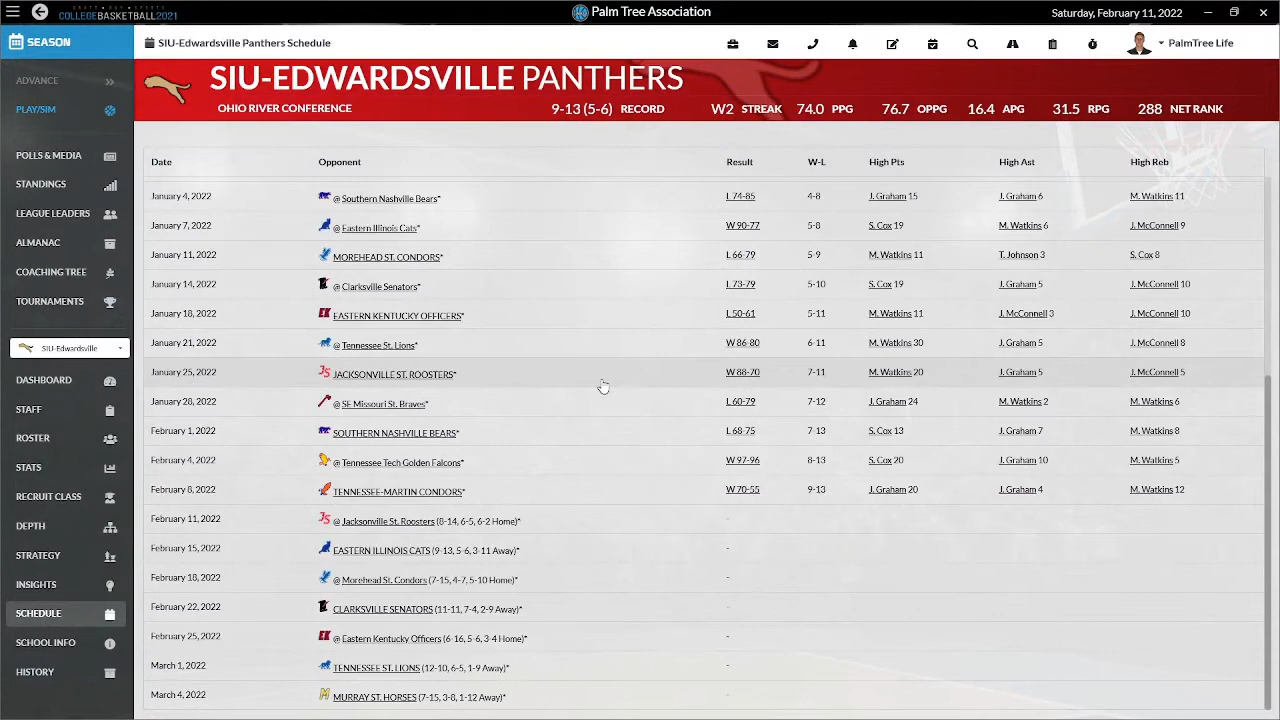 DRAFT DAY SPORTS
COLLEGEBASKETBALL2021
Palm Tree Association
Saturday, February 11, 2022
SEASON
SIU-Edwardsville Panthers Schedule
PalmTree Life
ADVANCE
PLAY/SIM
POLLS & MEDIA
STANDINGS
LEAGUE LEADERS
ALMANAC
COACHING TREE
TOURNAMENTS
SIU-Edwardsville
DASHBOARD
STAFF
ROSTER
STATS
RECRUIT CLASS
DEPTH
STRATEGY
INSIGHTS
SCHEDULE
SCHOOL INFO
HISTORY
SIU-EDWARDSVILLE PANTHERS
OHIO RIVER CONFERENCE 9-13 (5-6) RECORD W2 STREAK 74.0 PPG 76.7 OPPG 16.4 APG 31.5 RPG 288 NET RANK
Date Opponent Result W-L High Pts High Ast High Reb
January 4, 2022 @ Southern Nashville Bears* L 74-85 4-8 J. Graham 15 J. Graham 6 M. Watkins 11
January 7, 2022 @ Eastern Illinois Cats* W 90-77 5-8 S. Cox 19 M. Watkins 6 J. McConnell 9
January 11, 2022 MOREHEAD ST. CONDORS* L 66-79 5-9 M. Watkins 11 T. Johnson 3 S. Cox 8
January 14, 2022 @ Clarksville Senators* L 73-79 5-10 S. Cox 19 J. Graham 5 J. McConnell 10
January 18, 2022 EK EASTERN KENTUCKY OFFICERS* L 50-61 5-11 M. Watkins 11 J. McConnell 3 J. McConnell 10
January 21, 2022 @ Tennessee St. Lions* W 86-80 6-11 M. Watkins 30 J. Graham 5 J. McConnell 8
January 25, 2022 JS JACKSONVILLE ST. ROOSTERS* W 88-70 7-11 M. Watkins 20 J. Graham 5 J. McConnell 5
January 28, 2022 @ SE Missouri St. Braves* L 60-79 7-12 J. Graham 24 M. Watkins 2 M. Watkins 6
February 1, 2022 SOUTHERN NASHVILLE BEARS* L 68-75 7-13 S. Cox 13 J. Graham 7 M. Watkins 8
February 4, 2022 @ Tennessee Tech Golden Falcons* W 97-96 8-13 S. Cox 20 J. Graham 10 M. Watkins 5
February 8, 2022 TENNESSEE-MARTIN CONDORS* W 70-55 9-13 J. Graham 20 J. Graham 4 M. Watkins 12
February 11, 2022 JS @ Jacksonville St. Roosters (8-14, 6-5, 6-2 Home)* -
February 15, 2022 EASTERN ILLINOIS CATS (9-13, 5-6, 3-11 Away)* -
February 18, 2022 @ Morehead St. Condors (7-15, 4-7, 5-10 Home)* -
February 22, 2022 CLARKSVILLE SENATORS (11-11, 7-4, 2-9 Away)* -
February 25, 2022 EK @ Eastern Kentucky Officers (6-16, 5-6, 3-4 Home)* -
March 1, 2022 TENNESSEE ST. LIONS (12-10, 6-5, 1-9 Away)* -
March 4, 2022 M MURRAY ST. HORSES (7-15, 3-8, 1-12 Away)* -